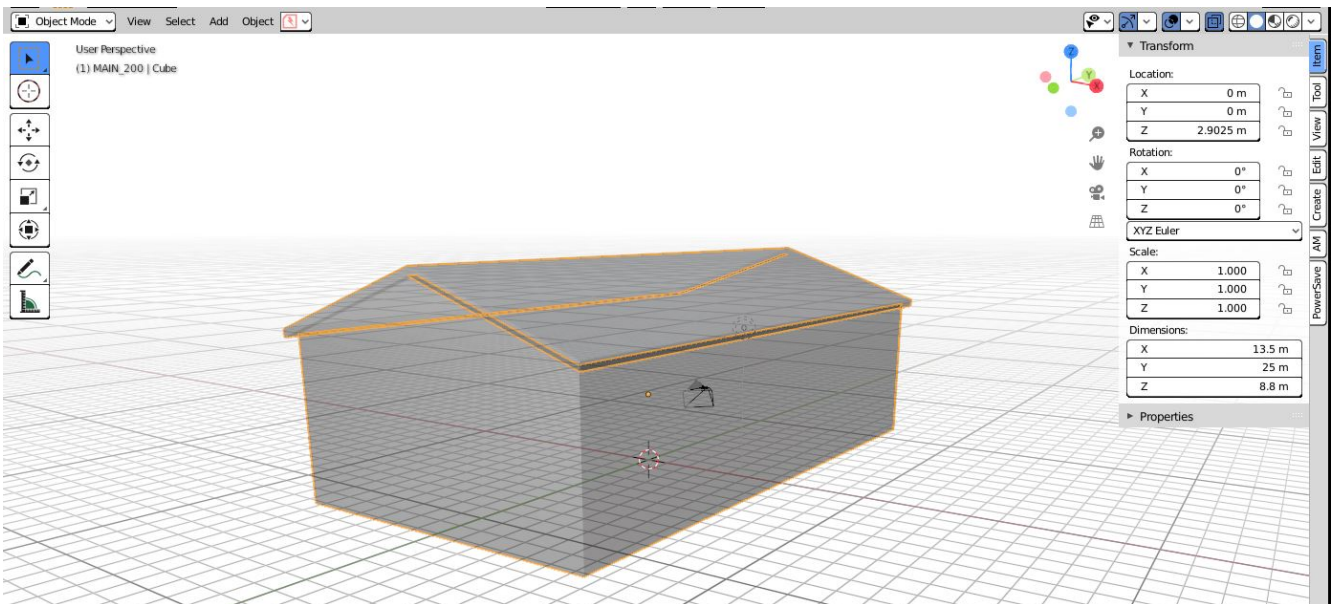 Object Mode View Select Add Object
User Perspective
(1) MAIN_200 | Cube
Z
Y
X
Transform
Location:
X 0 m
Y 0 m
Z 2.9025 m
Rotation:
X 0°
Y 0°
Z 0°
XYZ Euler
Scale:
X 1.000
Y 1.000
Z 1.000
Dimensions:
X 13.5 m
Y 25 m
Z 8.8 m
Properties
Item
Tool
View
Edit
Create
AM
PowerSave